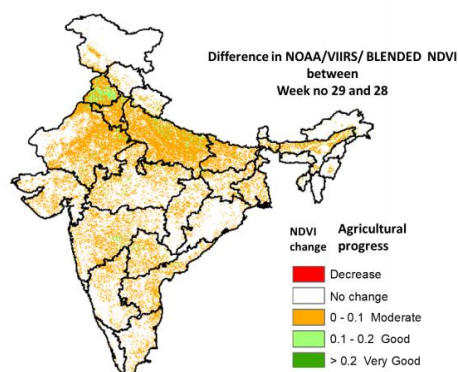 Difference in NOAA/VIIRS/ BLENDED NDVI
between
Week no 29 and 28
NDVI change Agricultural progress
Decrease
No change
0 - 0.1 Moderate
0.1 - 0.2 Good
> 0.2 Very Good